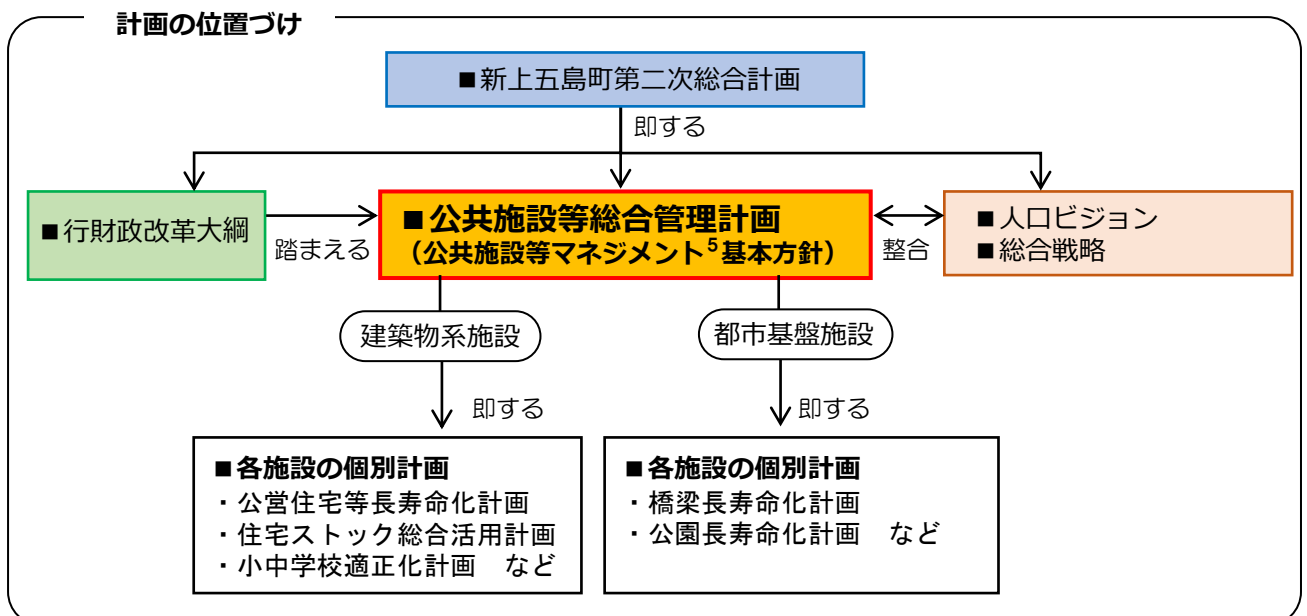 計画の位置づけ
■新上五島町第二次総合計画
即する
■行財政改革大綱
踏まえる
■公共施設等総合管理計画
（公共施設等マネジメント5基本方針）
整合
■人口ビジョン
■総合戦略
建築物系施設
都市基盤施設
即する
即する
■各施設の個別計画
・公営住宅等長寿命化計画
・住宅ストック総合活用計画
・小中学校適正化計画　など
■各施設の個別計画
・橋梁長寿命化計画
・公園長寿命化計画　など